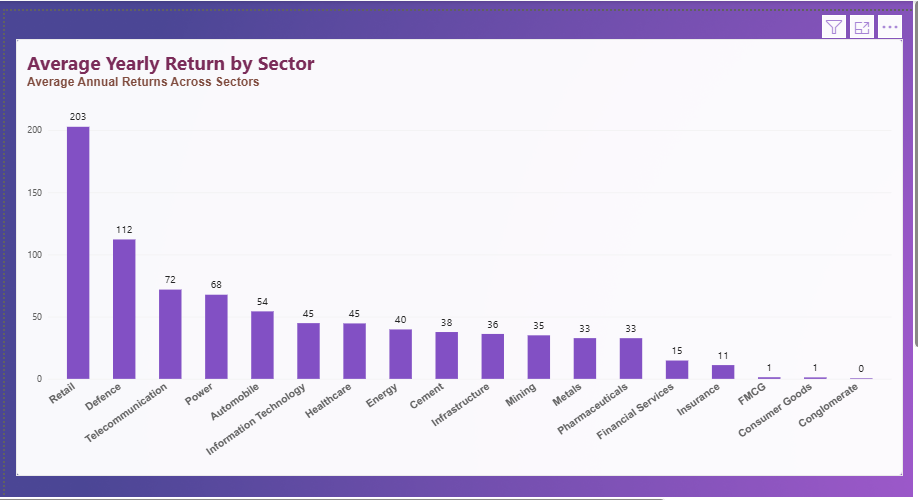 Average Yearly Return by Sector
Average Annual Returns Across Sectors
200
150
100
50
0
203
112
72
68
54
45
45
40
38
36
35
33
33
15
11
1
1
0
Retail
Defence
Telecommunication
Power
Automobile
Information Technology
Healthcare
Energy
Cement
Infrastructure
Mining
Metals
Pharmaceuticals
Financial Services
Insurance
FMCG
Consumer Goods
Conglomerate